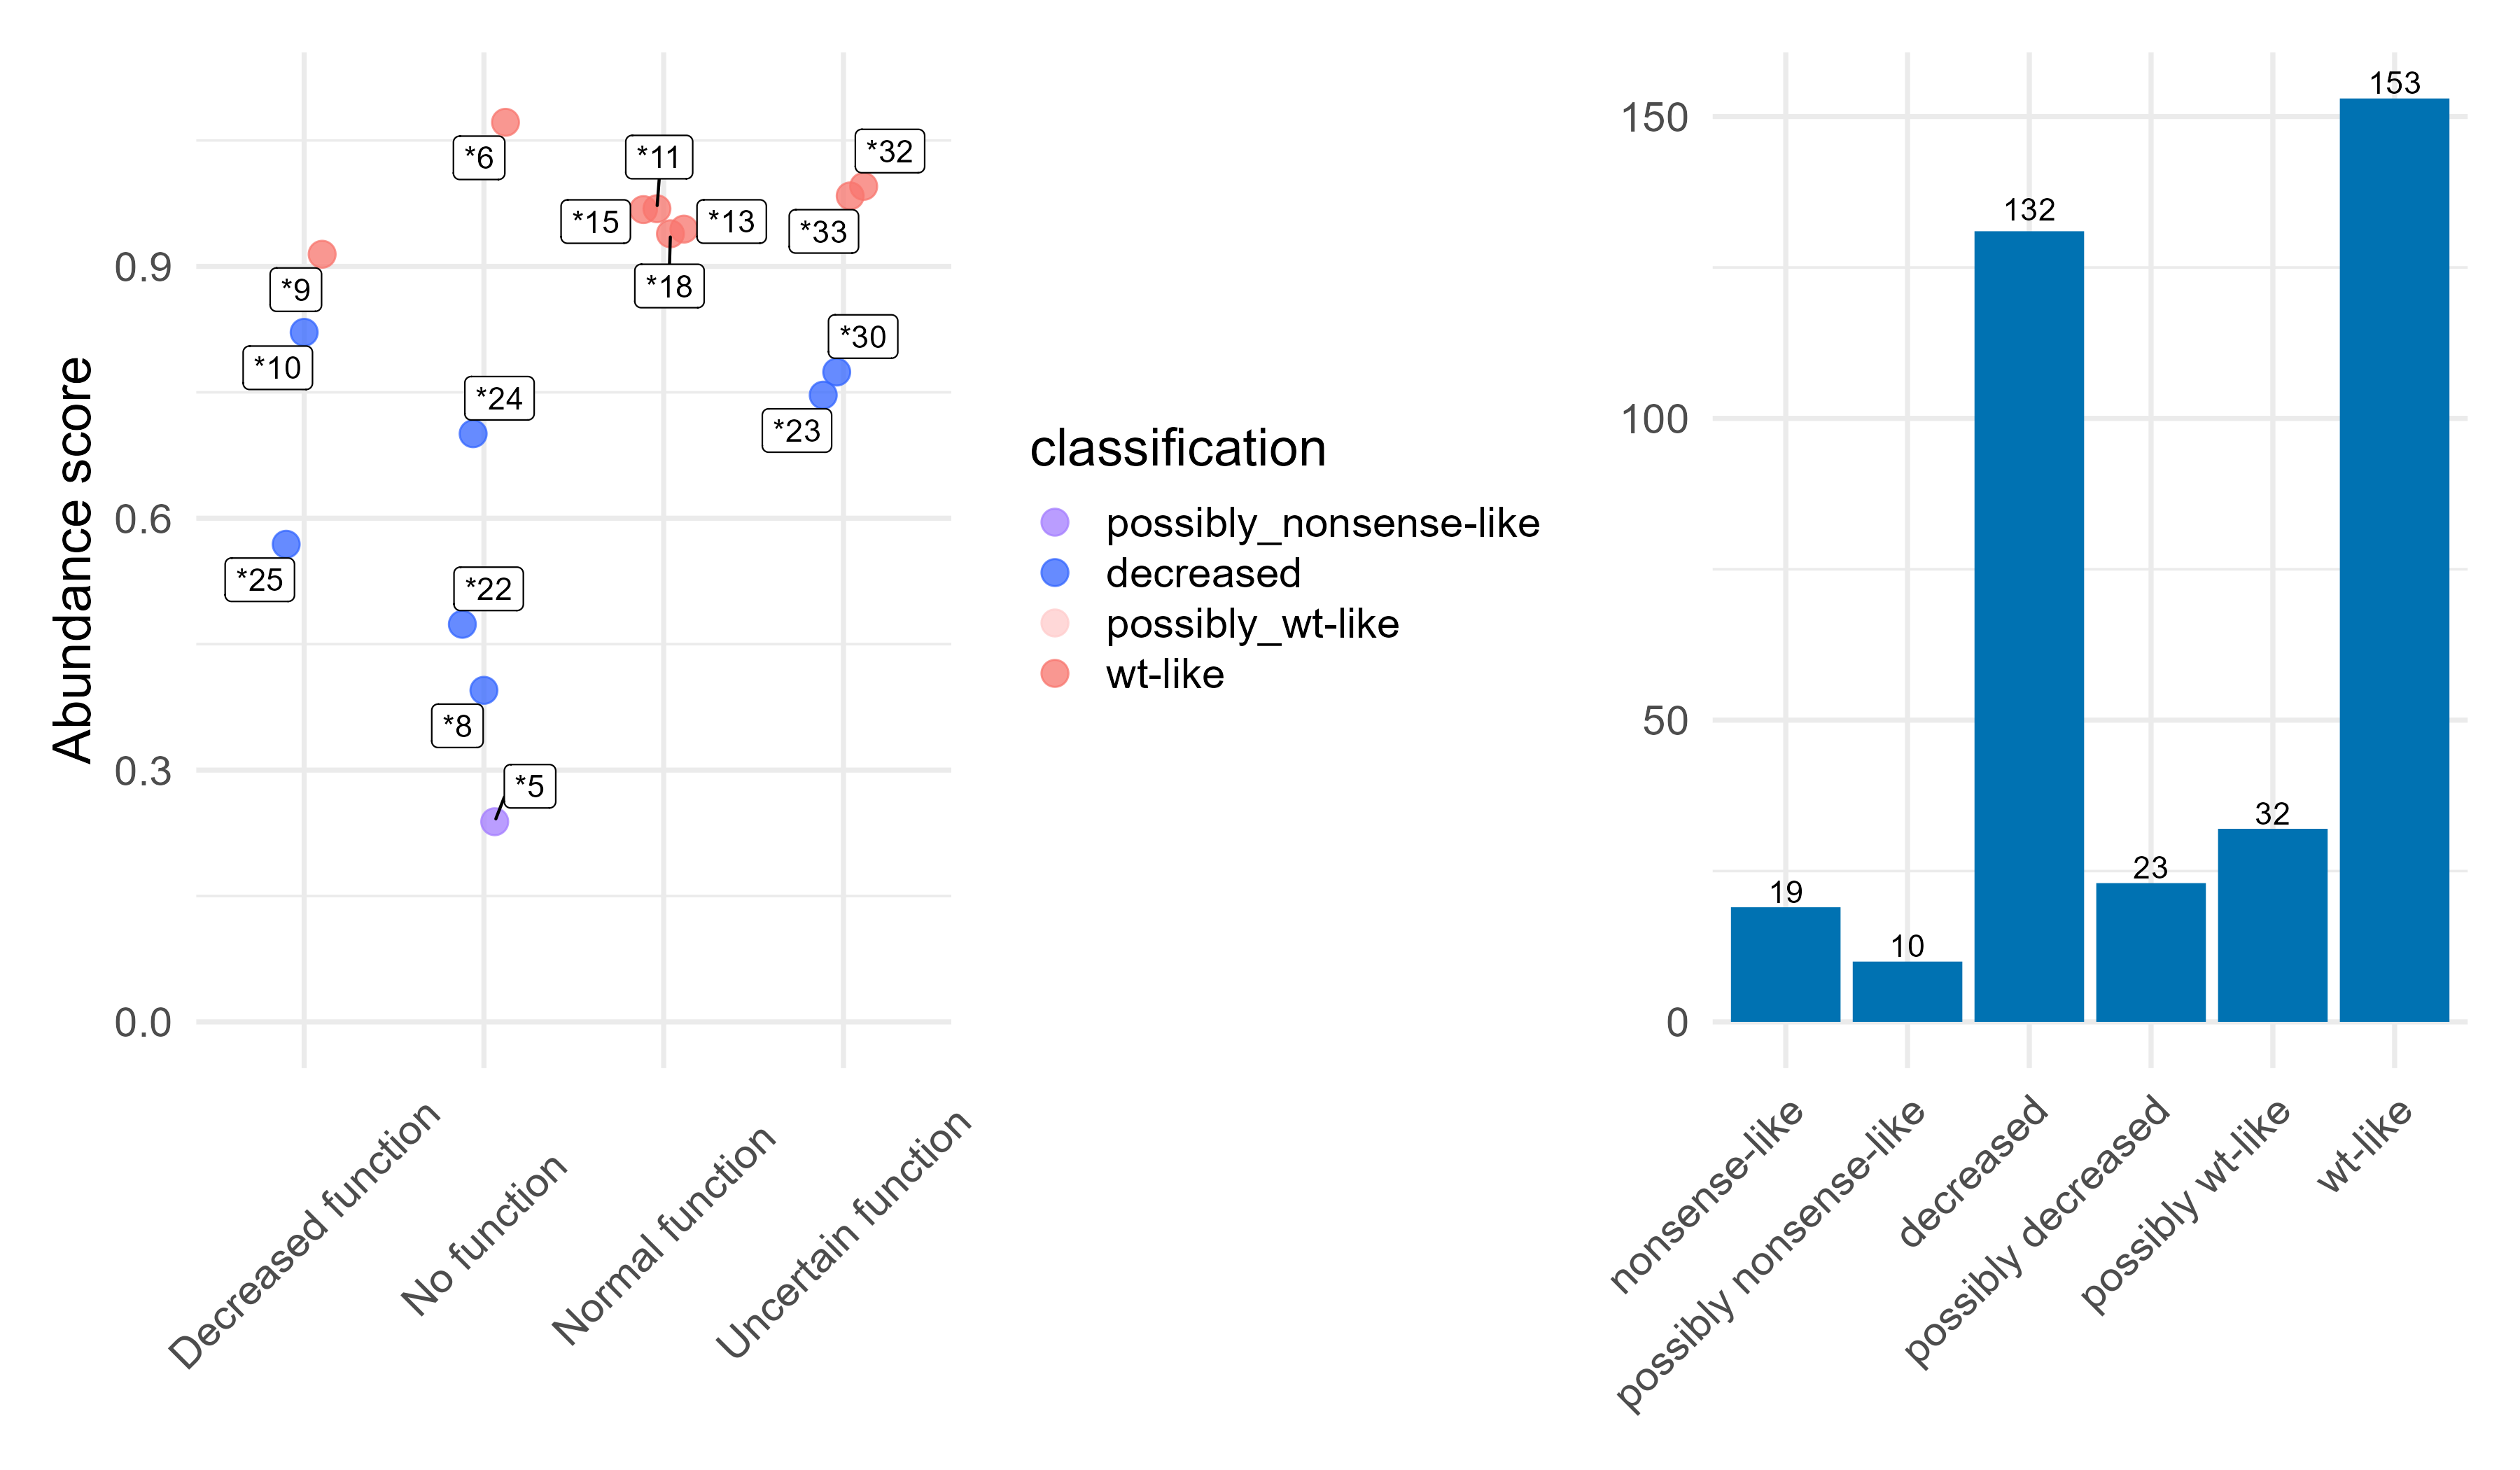 Abundance score
0.9
0.6
0.3
0.0
*6
*11
*32
*15
*13
*33
*9
*18
*10
*30
*24
*23
*25
*22
*8
*5
Decreased function
No function
Normal function
Uncertain function
classification
possibly_nonsense-like
decreased
possibly_wt-like
wt-like
150
100
50
0
19
10
132
23
32
153
nonsense-like
possibly nonsense-like
decreased
possibly decreased
possibly wt-like
wt-like